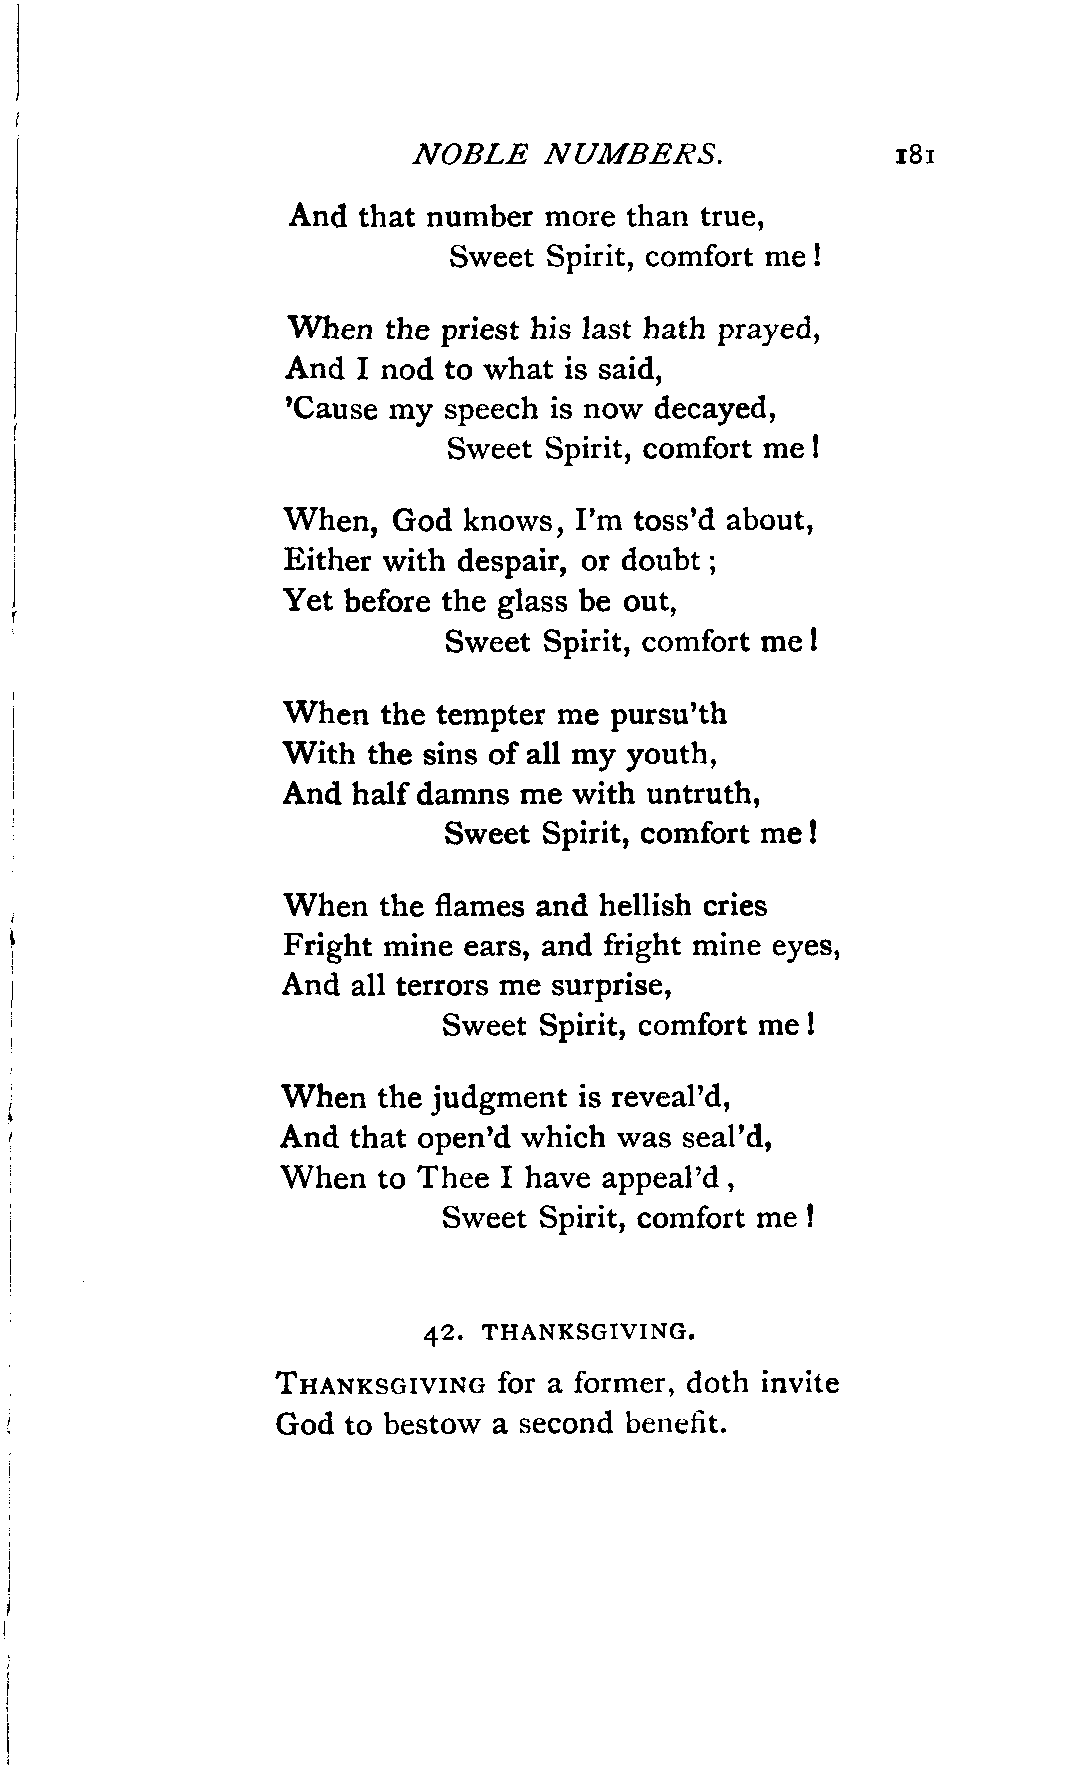 NOBLE NUMBERS. 181
And that number more than true,
Sweet Spirit, comfort me!
When the priest his last hath prayed,
And I nod to what is said,
'Cause my speech is now decayed,
Sweet Spirit, comfort me!
When, God knows, I'm toss'd about,
Either with despair, or doubt;
Yet before the glass be out,
Sweet Spirit, comfort me!
When the tempter me pursu'th
With the sins of all my youth,
And half damns me with untruth,
Sweet Spirit, comfort me!
When the flames and hellish cries
Fright mine ears, and fright mine eyes,
And all terrors me surprise,
Sweet Spirit, comfort me!
When the judgment is reveal'd,
And that open'd which was seal'd,
When to Thee I have appeal'd,
Sweet Spirit, comfort me!
42. THANKSGIVING.
THANKSGIVING for a former, doth invite
God to bestow a second benefit.